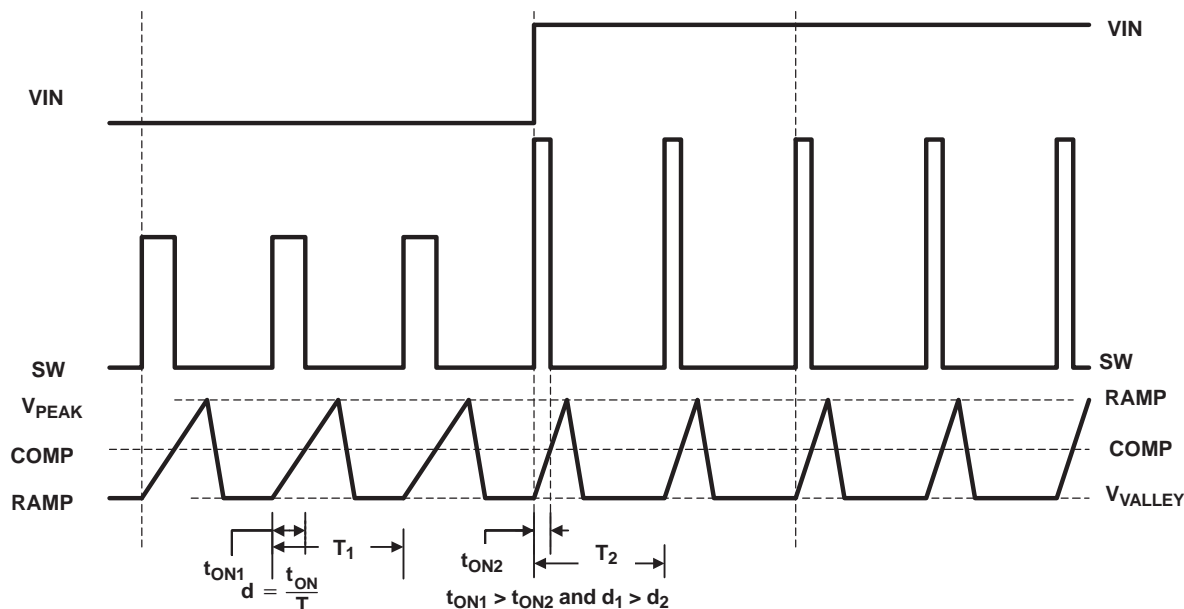 VIN
VIN
SW
SW
VPEAK
RAMP
COMP
COMP
RAMP
VVALLEY
tON1
T1
tON2
T2
d = tON
T
tON1 > tON2 and d1 > d2